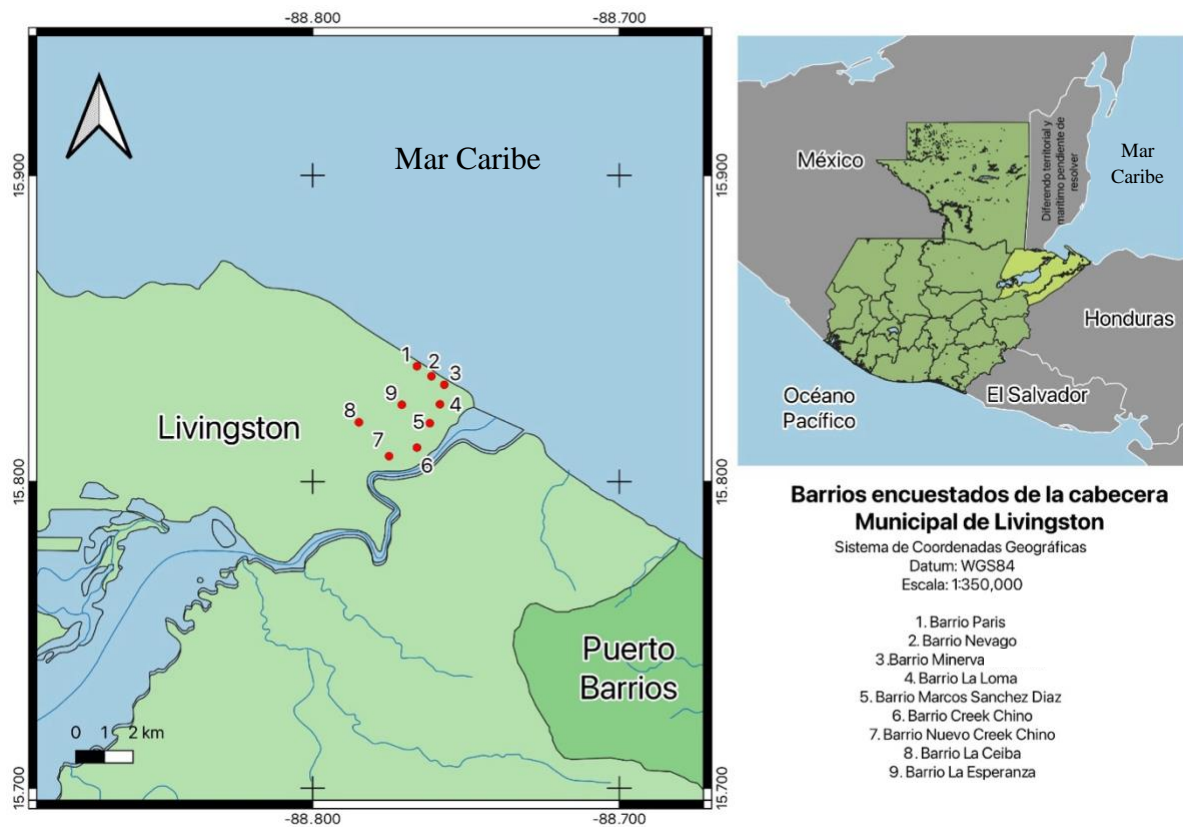 -88.800
-88.700
15.900
15.900
15.800
15.800
15.700
15.700
Mar Caribe
1
2
3
4
5
6
7
8
9
Livingston
Puerto
Barrios
0 1 2 km
-88.800
-88.700
México
Diferendo territorial y
marítimo pendiente de
resolver
Mar
Caribe
Honduras
El Salvador
Océano
Pacífico
Barrios encuestados de la cabecera
Municipal de Livingston
Sistema de Coordenadas Geográficas
Datum: WGS84
Escala: 1:350,000
1. Barrio Paris
2. Barrio Nevago
3.Barrio Minerva
4. Barrio La Loma
5. Barrio Marcos Sanchez Diaz
6. Barrio Creek Chino
7. Barrio Nuevo Creek Chino
8. Barrio La Ceiba
9. Barrio La Esperanza